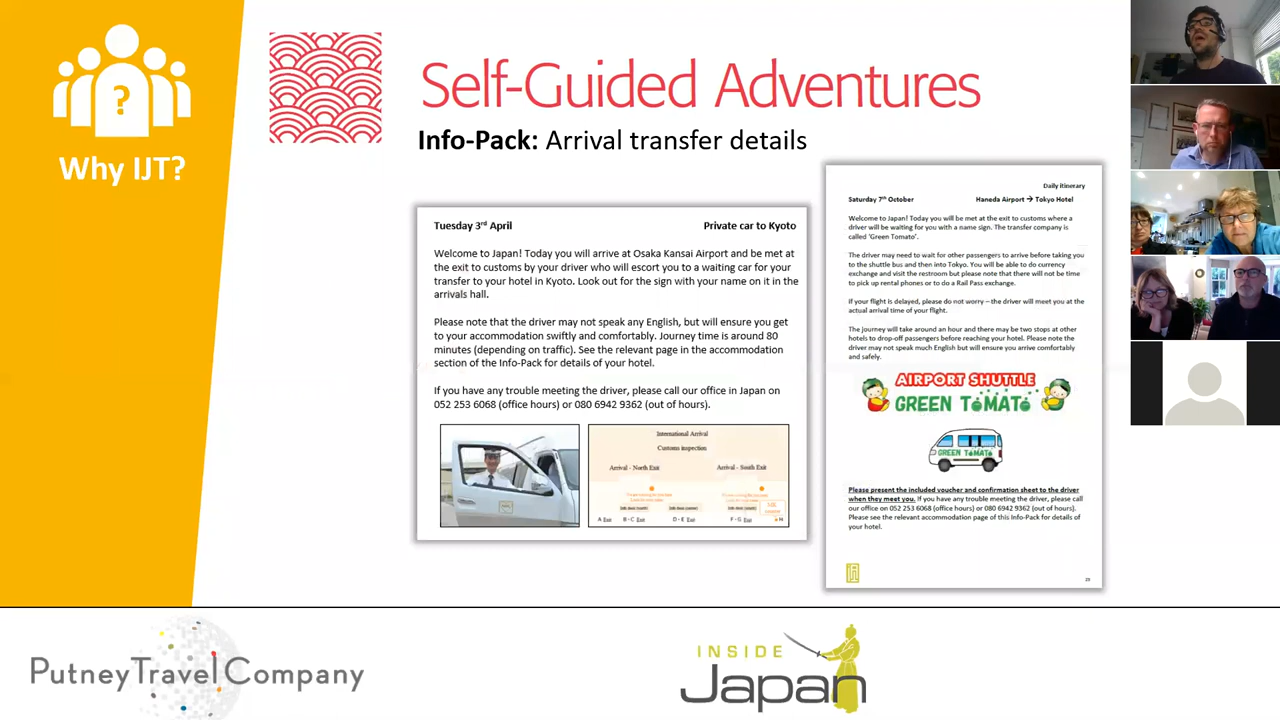 ?
Why IJT?
Self-Guided Adventures
Info-Pack: Arrival transfer details
Tuesday 3rd April
Private car to Kyoto
Welcome to Japan! Today you will arrive at Osaka Kansai Airport and be met at
the exit to customs by your driver who will escort you to a waiting car for your
transfer to your hotel in Kyoto. Look out for the sign with your name on it in the
arrivals hall.
Please note that the driver may not speak any English, but will ensure you get
to your accommodation swiftly and comfortably. Journey time is around 80
minutes (depending on traffic). See the relevant page in the accommodation
section of the Info-Pack for details of your hotel.
If you have any trouble meeting the driver, please call our office in Japan on
052 253 6068 (office hours) or 080 6942 9362 (out of hours).
International Arrival
Customs inspection
Arrival - North Exit
Arrival - South Exit
A Exit
B - C Exit
D - E Exit
F - G Exit
H
Daily itinerary
Saturday 7th October
Haneda Airport → Tokyo Hotel
Welcome to Japan! Today you will be met at the exit to customs where a
driver will be waiting for you with a name sign. The transfer company is
called 'Green Tomato'.
The driver may need to wait for other passengers to arrive before taking you
to the shuttle bus and then into Tokyo. You will be able to do currency
exchange and visit the restroom but please note that there will not be time
to pick up rental phones or to do a Rail Pass exchange.
If your flight is delayed, please do not worry – the driver will meet you at the
actual arrival time of your flight.
The journey will take around an hour and there may be two stops at other
hotels to drop-off passengers before reaching your hotel. Please note the
driver may not speak much English but will ensure you arrive comfortably
and safely.
AIRPORT SHUTTLE
GREEN TOMATO
GREEN TOMATO
Please present the included voucher and confirmation sheet to the driver
when they meet you. If you have any trouble meeting the driver, please call
our office on 052 253 6068 (office hours) or 080 6942 9362 (out of hours).
Please see the relevant accommodation page of this Info-Pack for details of
your hotel.
PutneyTravelCompany
INSIDE
Japan